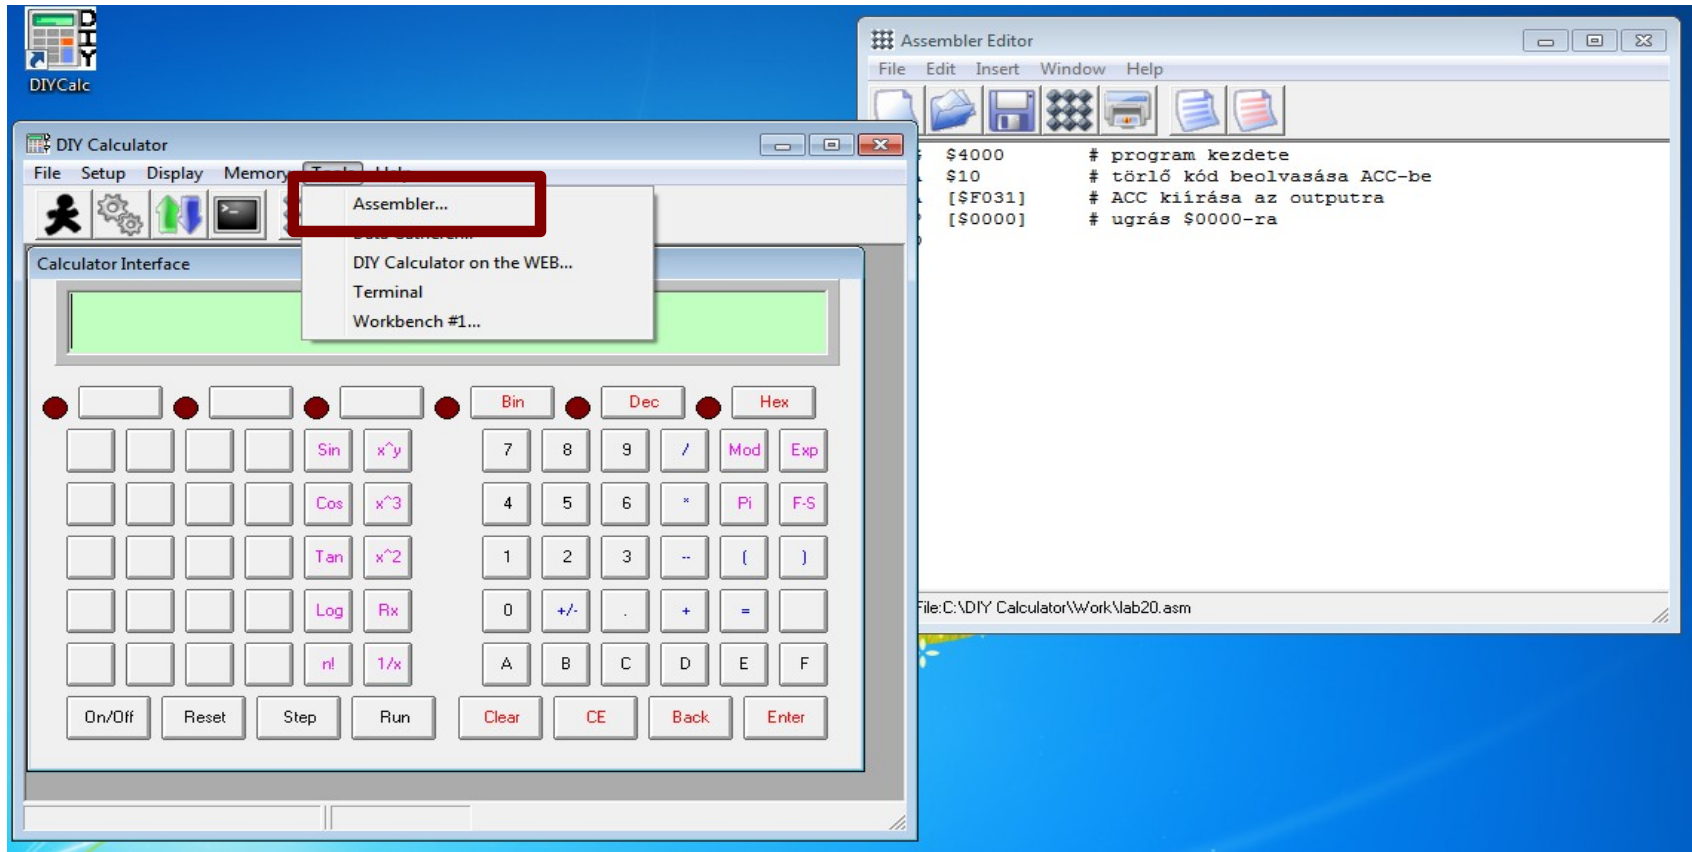 DIY
DIYCalc
DIY Calculator
File Setup Display Memory
Assembler...
DIY Calculator on the WEB...
Terminal
Workbench #1...
Calculator Interface
Bin Dec Hex
Sin x^y 7 8 9 / Mod Exp
Cos x^3 4 5 6 * Pi F-S
Tan x^2 1 2 3 -- ( )
Log Rx 0 +/- . + =
n! 1/x A B C D E F
On/Off Reset Step Run Clear CE Back Enter
Assembler Editor
File Edit Insert Window Help
$4000 # program kezdete
$10 # törlő kód beolvasása ACC-be
[$F031] # ACC kiírása az outputra
[$0000] # ugrás $0000-ra
File:C:\DIY Calculator\Work\lab20.asm